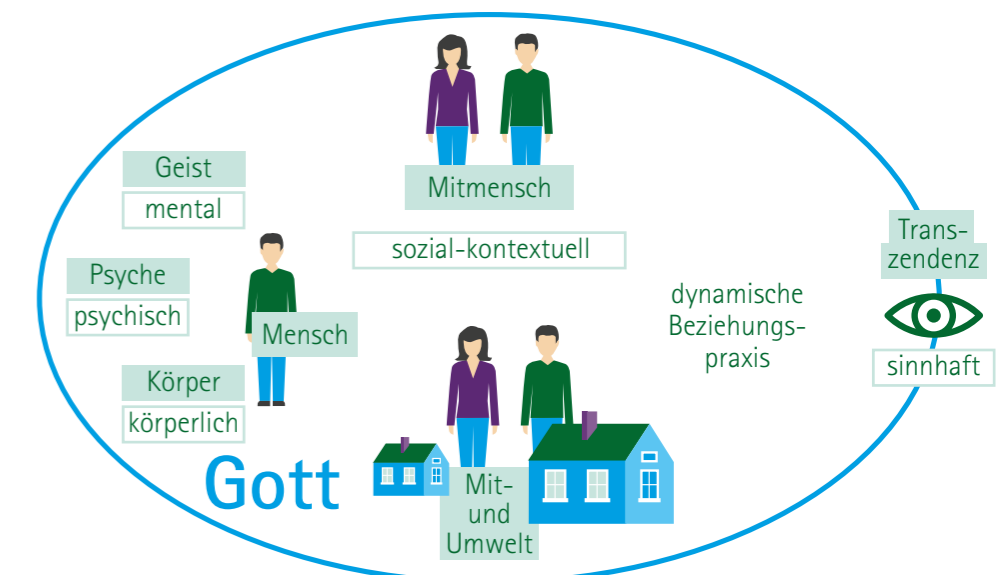 Geist
mental
Psyche
psychisch
Körper
körperlich
Mensch
Gott
Mitmensch
sozial-kontextuell
Mit-
und
Umwelt
dynamische
Beziehungs-
praxis
Trans-
zendenz
sinnhaft